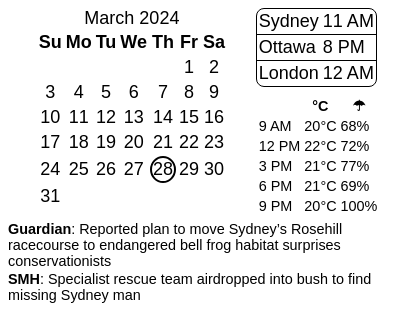 March 2024
Su Mo Tu We Th Fr Sa
1 2
3 4 5 6 7 8 9
10 11 12 13 14 15 16
17 18 19 20 21 22 23
24 25 26 27 28 29 30
31
Sydney 11 AM
Ottawa 8 PM
London 12 AM
°C ☂
9 AM 20°C 68%
12 PM 22°C 72%
3 PM 21°C 77%
6 PM 21°C 69%
9 PM 20°C 100%
Guardian: Reported plan to move Sydney’s Rosehill
racecourse to endangered bell frog habitat surprises
conservationists
SMH: Specialist rescue team airdropped into bush to find
missing Sydney man